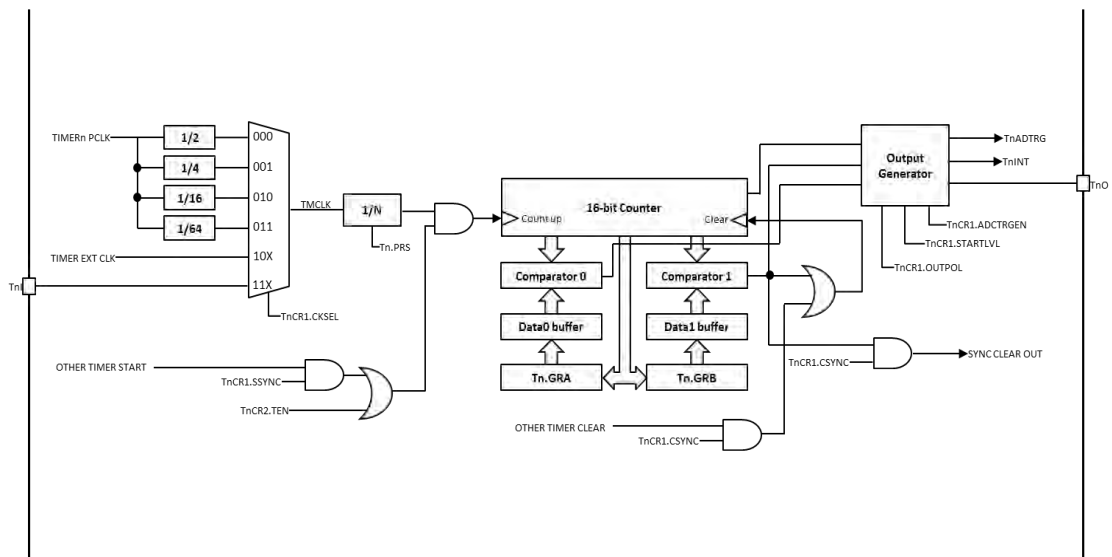 TIMERn PCLK
1/2
000
1/4
001
1/16
010
1/64
011
TIMER EXT CLK
10X
TnI
11X
TnCR1.CKSEL
TMCLK
1/N
Tn.PRS
OTHER TIMER START
TnCR1.SSYNC
TnCR2.TEN
16-bit Counter
Count up
Clear
Comparator 0
Comparator 1
Data0 buffer
Data1 buffer
Tn.GRA
Tn.GRB
OTHER TIMER CLEAR
TnCR1.CSYNC
Output
Generator
TnADTRG
TnINT
TnO
TnCR1.ADCTRGEN
TnCR1.STARTLVL
TnCR1.OUTPOL
TnCR1.CSYNC
SYNC CLEAR OUT